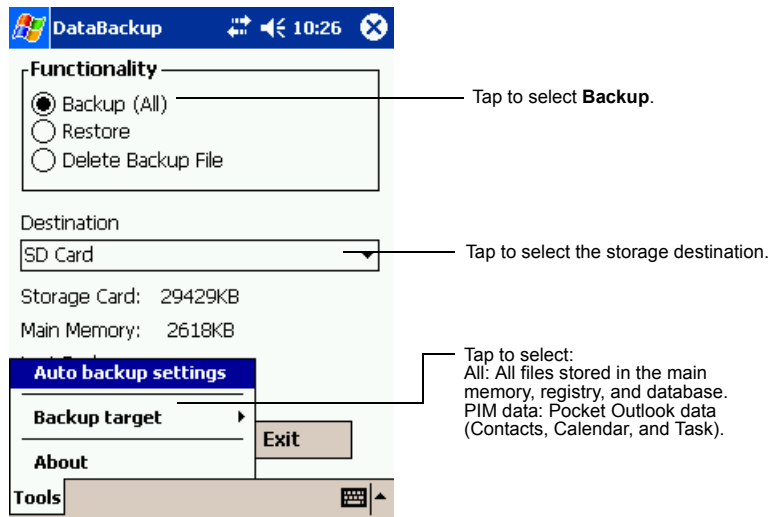 DataBackup 10:26
Functionality
Backup (All)
Restore
Delete Backup File
Tap to select Backup.
Destination
SD Card
Tap to select the storage destination.
Storage Card: 29429KB
Main Memory: 2618KB
Auto backup settings
Backup target
About
Exit
Tools
Tap to select:
All: All files stored in the main
memory, registry, and database.
PIM data: Pocket Outlook data
(Contacts, Calendar, and Task).